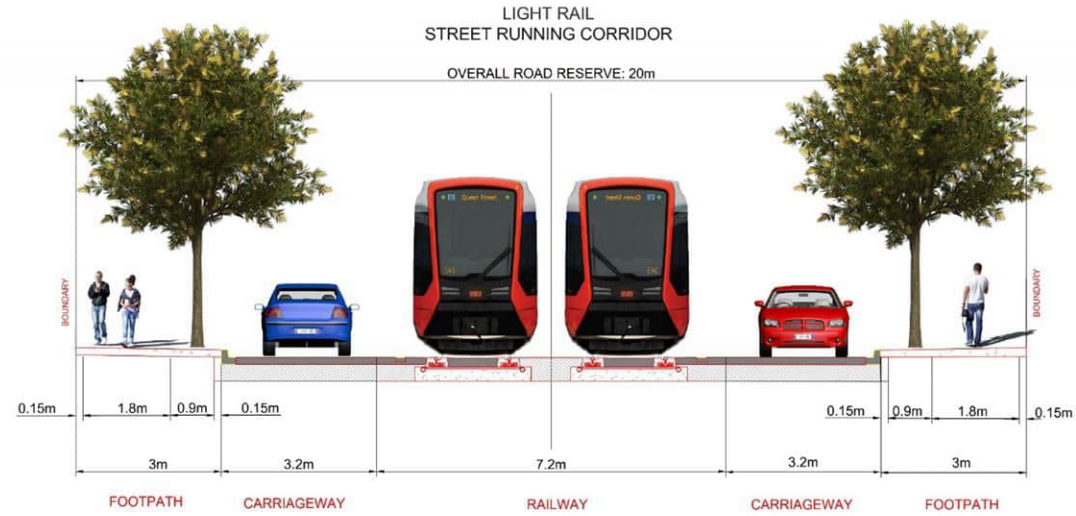 LIGHT RAIL
STREET RUNNING CORRIDOR
OVERALL ROAD RESERVE: 20m
BOUNDARY
BOUNDARY
0.15m
1.8m
0.9m
0.15m
0.15m
0.9m
1.8m
0.15m
3m
3.2m
7.2m
3.2m
3m
FOOTPATH
CARRIAGEWAY
RAILWAY
CARRIAGEWAY
FOOTPATH